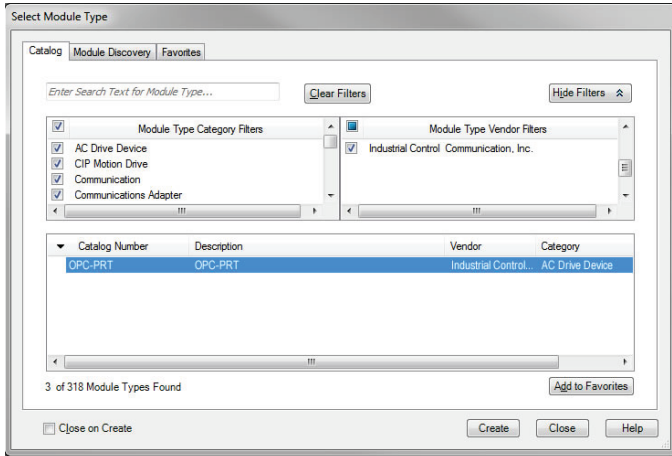 Select Module Type
Catalog Module Discovery Favorites
Enter Search Text for Module Type...
Clear Filters
Hide Filters
Module Type Category Filters
Module Type Vendor Filters
AC Drive Device
Industrial Control Communication, Inc.
CIP Motion Drive
Communication
Communications Adapter
Catalog Number Description Vendor Category
OPC-PRT OPC-PRT Industrial Control... AC Drive Device
3 of 318 Module Types Found
Add to Favorites
Close on Create
Create Close Help